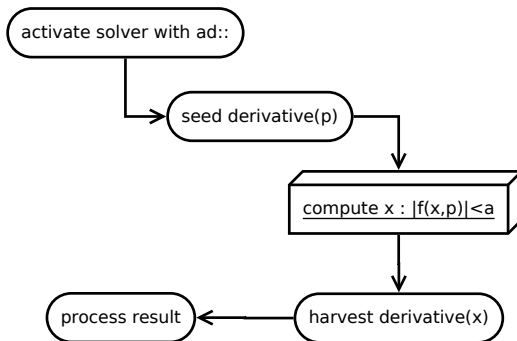 activate solver with ad::
seed derivative(p)
compute x : |f(x,p)|<a
harvest derivative(x)
process result